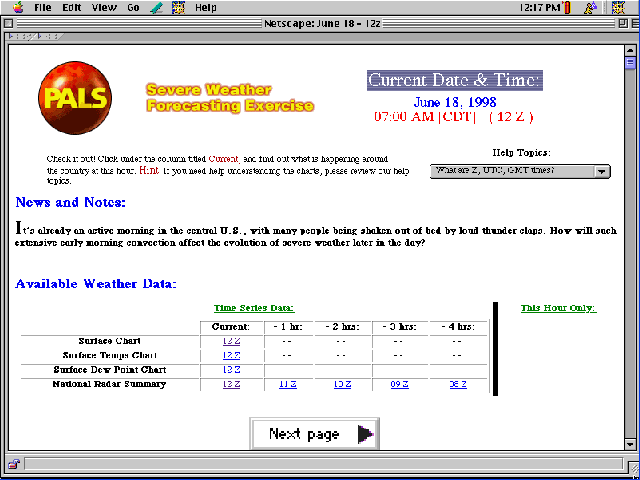 File Edit View Go Help 12:17 PM
Netscape: June 18 - 12z
PALS
Severe Weather
Forecasting Exercise
Current Date & Time:
June 18, 1998
07:00 AM [CDT] ( 12 Z )
Check it out! Click under the column titled Current, and find out what is happening around
the country at this hour. Hint: If you need help understanding the charts, please review our help
topics.
Help Topics:
What are Z, UTC, GMT times?
News and Notes:
It's already an active morning in the central U.S., with many people being shaken out of bed by loud thunder claps. How will such
extensive early morning convection affect the evolution of severe weather later in the day?
Available Weather Data:
Time Series Data: This Hour Only:
Current: - 1 hr: - 2 hrs: - 3 hrs: - 4 hrs:
Surface Chart 12 Z -- -- -- --
Surface Temps Chart 12 Z -- -- -- --
Surface Dew Point Chart 12 Z
National Radar Summary 12 Z 11 Z 10 Z 09 Z 08 Z
Next page